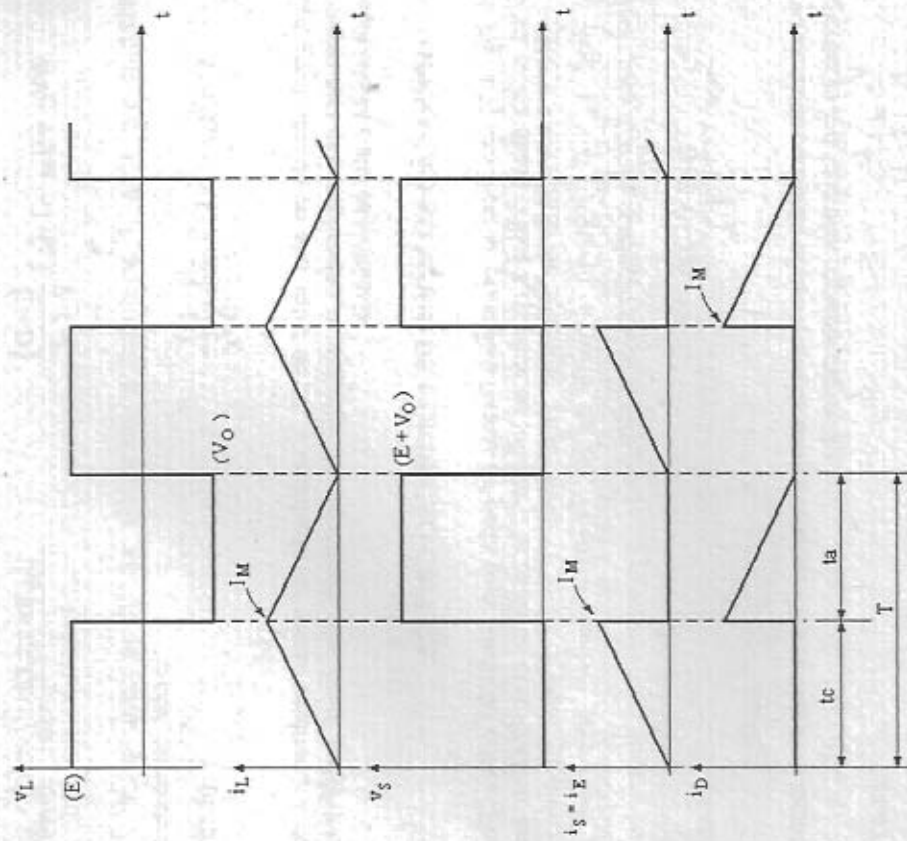 v_L
(E)
t
(V_O)
i_L
I_M
t
v_S
(E+V_O)
t
i_S = i_E
I_M
t
i_D
I_M
t
tc
ta
T